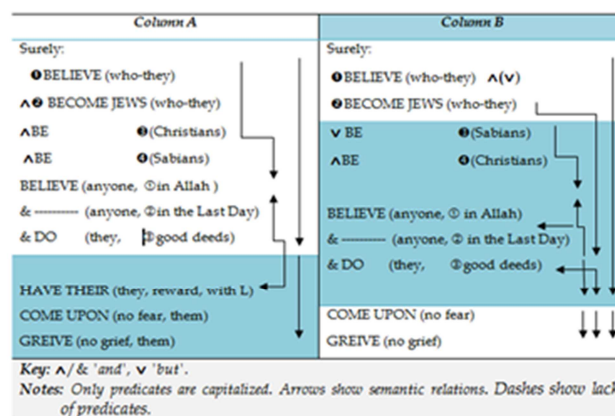 Column A
Surely:
❶BELIEVE (who-they)
∧❷ BECOME JEWS (who-they)
∧BE ❸(Christians)
∧BE ❹(Sabians)
BELIEVE (anyone, ①in Allah )
& ---------- (anyone, ②in the Last Day)
& DO (they, ③good deeds)
HAVE THEIR (they, reward, with L)
COME UPON (no fear, them)
GREIVE (no grief, them)
Column B
Surely:
❶BELIEVE (who-they) ∧(∨)
❷BECOME JEWS (who-they)
∨ BE ❸(Sabians)
∧BE ❹(Christians)
BELIEVE (anyone, ① in Allah)
& ---------- (anyone, ② in the Last Day)
& DO (they, ③good deeds)
COME UPON (no fear)
GREIVE (no grief)
Key: ∧/ & 'and', ∨ 'but'.
Notes: Only predicates are capitalized. Arrows show semantic relations. Dashes show lack
of predicates.